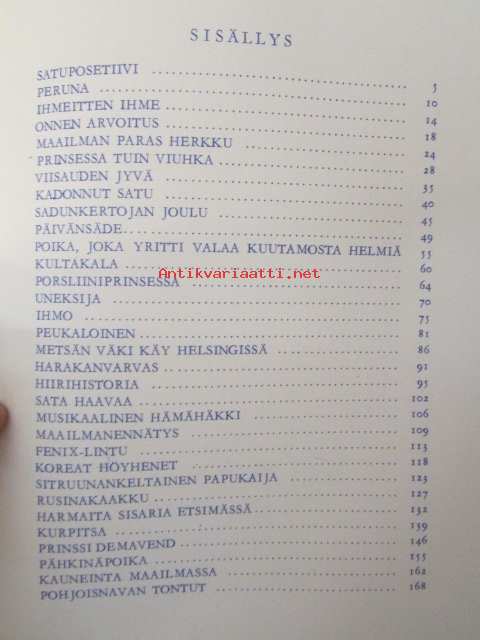 SISÄLLYS
SATUPOSETIIVI 5
PERUNA 10
IHMEITTEN IHME 14
ONNEN ARVOITUS 18
MAAILMAN PARAS HERKKU 24
PRINSESSA TUIN VIUHKA 28
VIISAUDEN JYVÄ 35
KADONNUT SATU 40
SADUNKERTOJAN JOULU 45
PÄIVÄNSÄDE 49
POIKA, JOKA YRITTI VALAA KUUTAMOSTA HELMIÄ 55
KULTAKALA 60
Antikvariaatti.net
PORSLIINIPRINSESSA 64
UNEKSIJA 70
IHMO 75
PEUKALOINEN 81
METSÄN VÄKI KÄY HELSINGISSÄ 86
HARAKANVARVAS 91
HIIRIHISTORIA 95
SATA HAAVAA 102
MUSIKAALINEN HÄMÄHÄKKI 106
MAAILMANENNÄTYS 109
FENIX-LINTU 113
KOREAT HÖYHENET 118
SITRUUNANKELTAINEN PAPUKAIJA 123
RUSINAKAAKKU 127
HARMAITA SISARIA ETSIMÄSSÄ 132
KURPITSA 139
PRINSSI DEMAVEND 146
PÄHKINÄPOIKA 155
KAUNEINTA MAAILMASSA 162
POHJOISNAVAN TONTUT 168